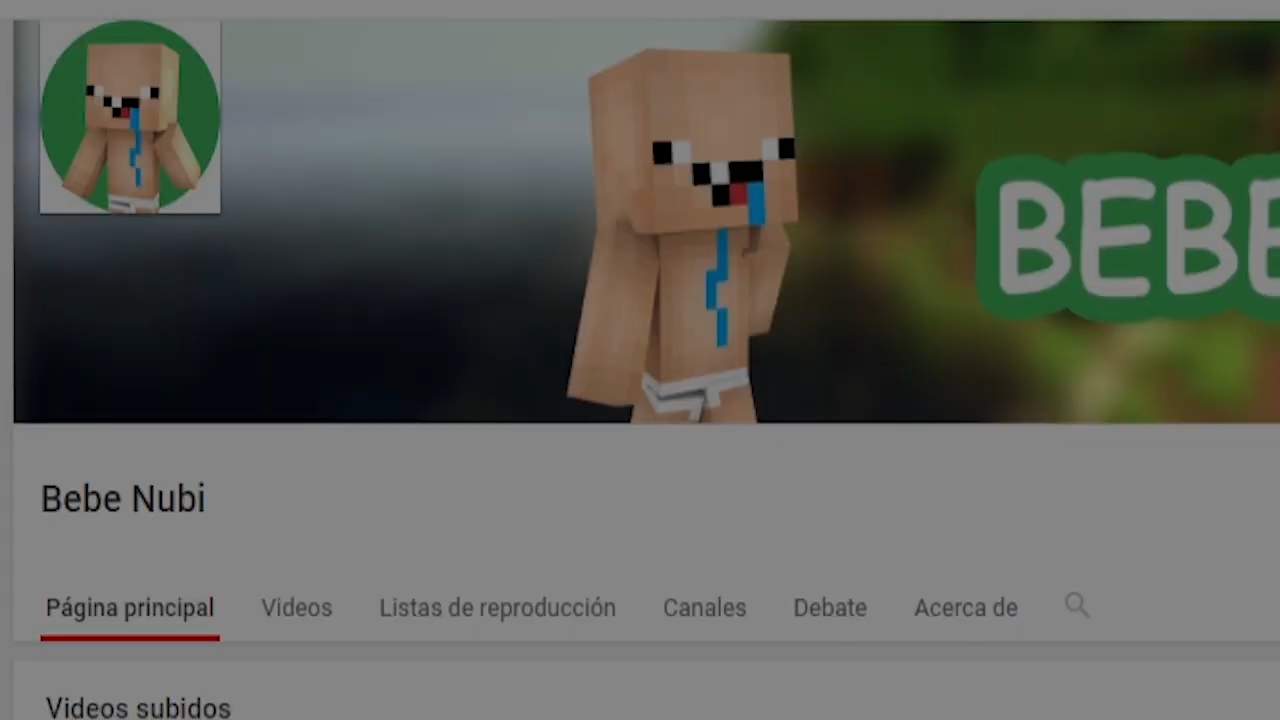 BEBE
Bebe Nubi
Página principal Videos Listas de reproducción Canales Debate Acerca de
Videos subidos